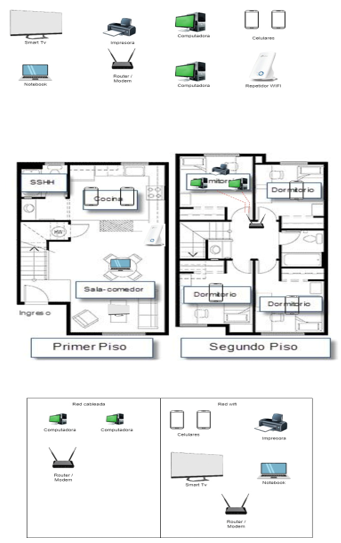 Smart Tv
Impresora
Computadora
Celulares
Notebook
Router /
Modem
Computadora
Repetidor WIFI
SSHH
Cocina
Sala-comedor
Ingreso
Dormitorio
Dormitorio
Dormitorio
Primer Piso
Segundo Piso
Red cableada
Red wifi
Computadora
Computadora
Celulares
Impresora
Router /
Modem
Smart Tv
Notebook
Router /
Modem